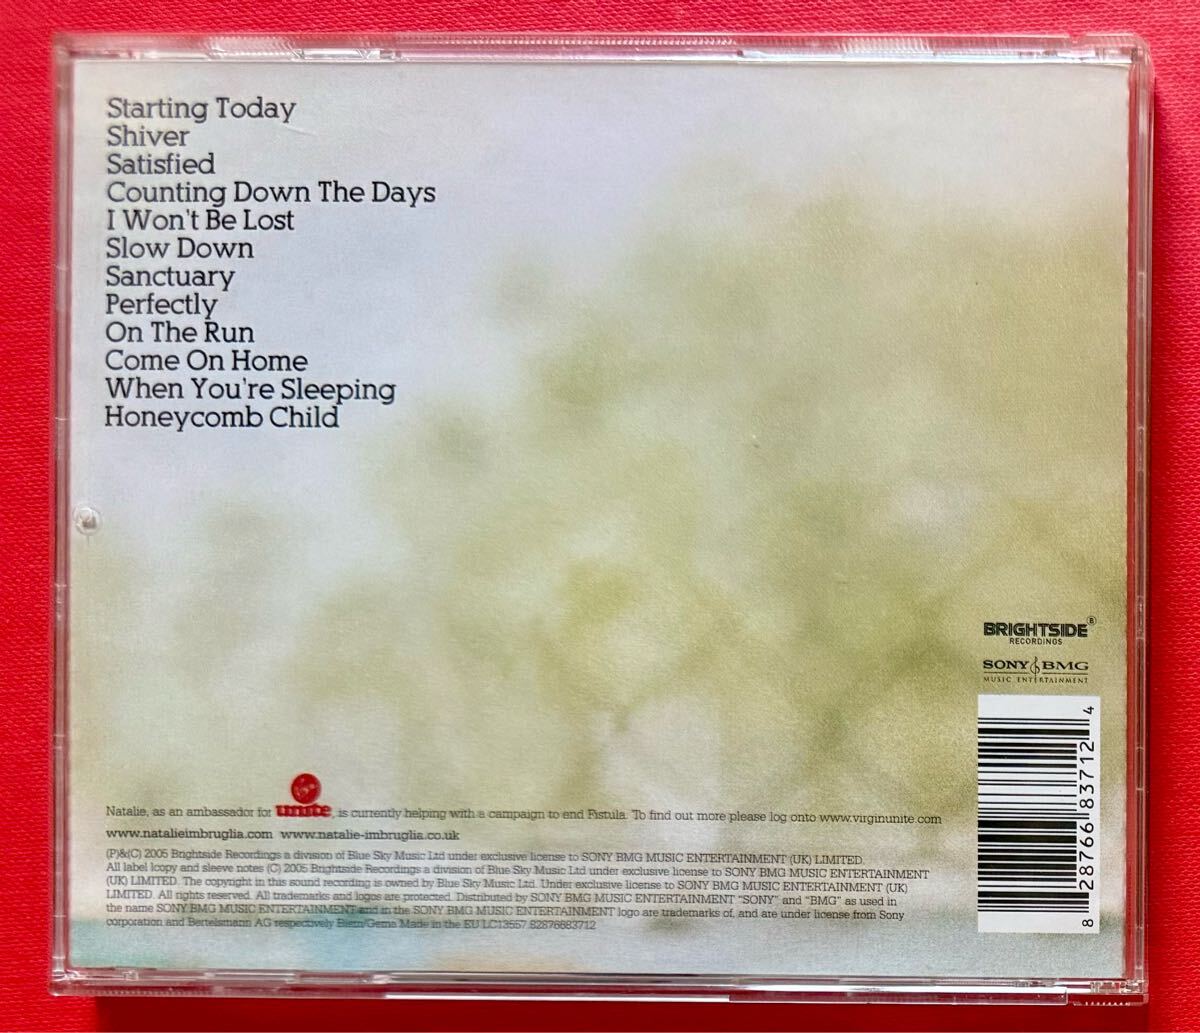 Starting Today
Shiver
Satisfied
Counting Down The Days
I Won't Be Lost
Slow Down
Sanctuary
Perfectly
On The Run
Come On Home
When You're Sleeping
Honeycomb Child
BRIGHTSIDE
RECORDINGS
SONY BMG
MUSIC ENTERTAINMENT
8 28766 83712 4
Natalie, as an ambassador for unite, is currently helping with a campaign to end Fistula. To find out more please log onto www.virginunite.com
www.natalieimbruglia.com www.natalie-imbruglia.co.uk
(P)&(C) 2005 Brightside Recordings a division of Blue Sky Music Ltd under exclusive license to SONY BMG MUSIC ENTERTAINMENT (UK) LIMITED.
All label lcopy and sleeve notes (C) 2005 Brightside Recordings a division of Blue Sky Music Ltd under exclusive license to SONY BMG MUSIC ENTERTAINMENT
(UK) LIMITED. The copyright in this sound recording is owned by Blue Sky Music Ltd. Under exclusive license to SONY BMG MUSIC ENTERTAINMENT (UK)
LIMITED. All rights reserved. All trademarks and logos are protected. Distributed by SONY BMG MUSIC ENTERTAINMENT "SONY" and "BMG" as used in
the name SONY BMG MUSIC ENTERTAINMENT and in the SONY BMG MUSIC ENTERTAINMENT logo are trademarks of, and are under license from Sony
corporation and Bertelsmann AG respectively Biem/Gema Made in the EU LC13557 82876683712